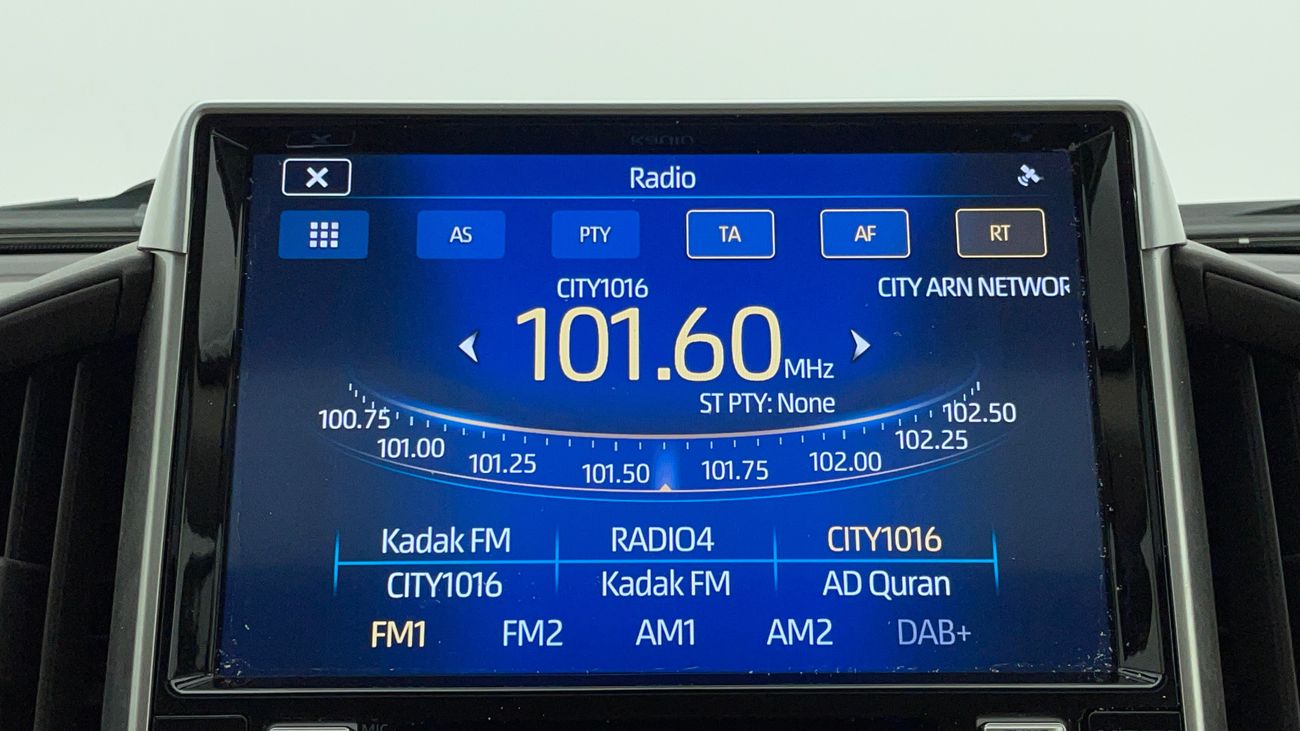 Radio
AS PTY TA AF RT
CITY1016 CITY ARN NETWOR
101.60 MHz
ST PTY: None
100.75 101.00 101.25 101.50 101.75 102.00 102.25 102.50
Kadak FM RADIO4 CITY1016
CITY1016 Kadak FM AD Quran
FM1 FM2 AM1 AM2 DAB+
MIC